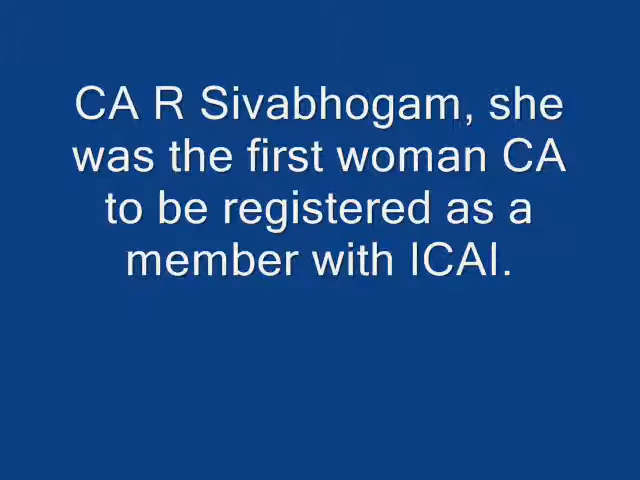 CA R Sivabhogam, she
was the first woman CA
to be registered as a
member with ICAI.